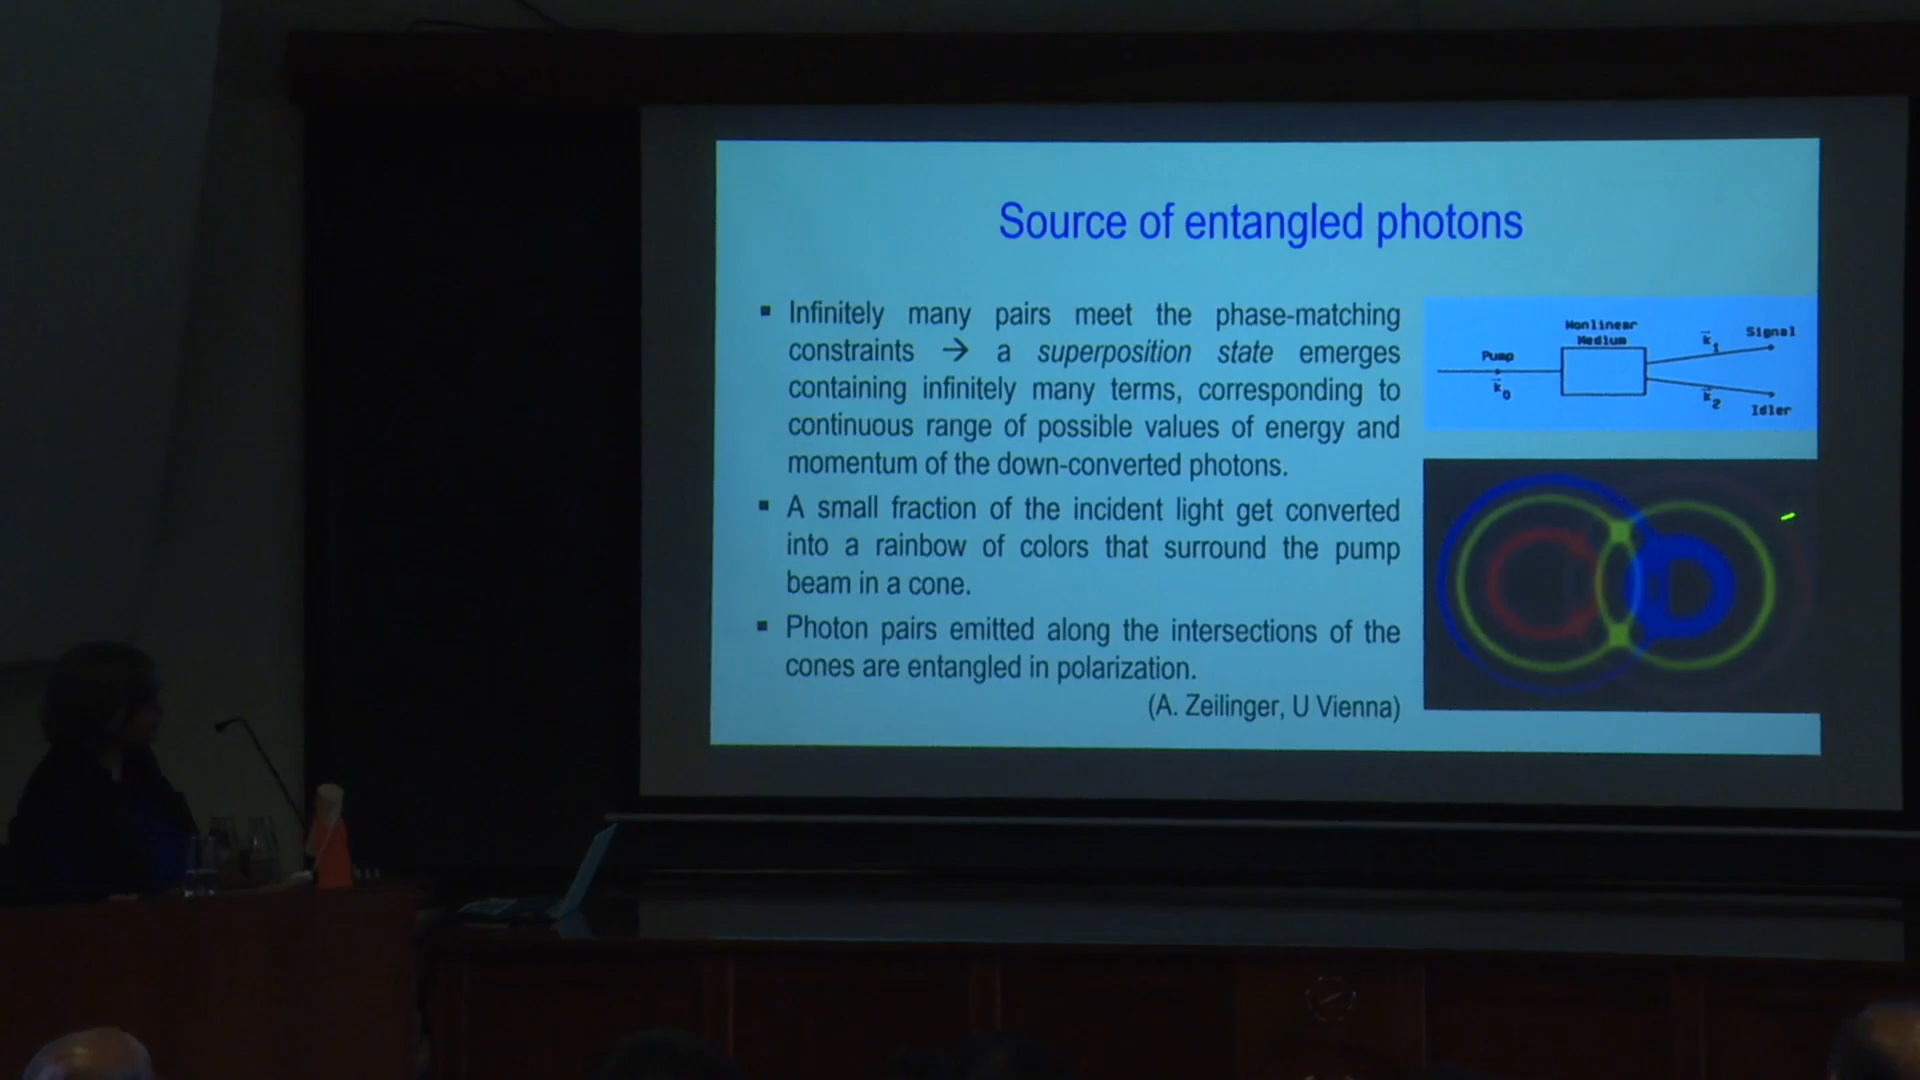 Source of entangled photons
▪ Infinitely many pairs meet the phase-matching
constraints → a superposition state emerges
containing infinitely many terms, corresponding to
continuous range of possible values of energy and
momentum of the down-converted photons.
▪ A small fraction of the incident light get converted
into a rainbow of colors that surround the pump
beam in a cone.
▪ Photon pairs emitted along the intersections of the
cones are entangled in polarization.
(A. Zeilinger, U Vienna)
Nonlinear
Medium
Pump
k0
k1
Signal
k2
Idler